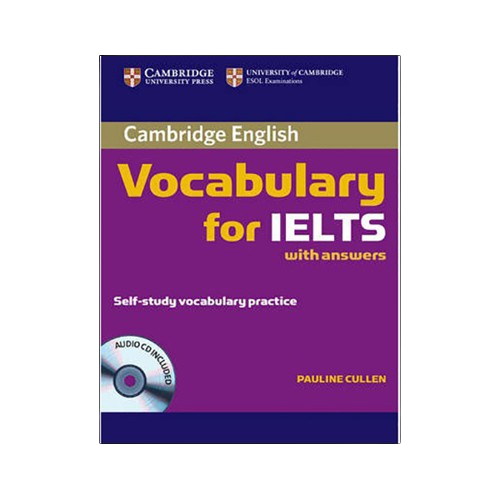 CAMBRIDGE
UNIVERSITY PRESS
UNIVERSITY of CAMBRIDGE
ESOL Examinations
Cambridge English
Vocabulary
for IELTS
with answers
Self-study vocabulary practice
AUDIO CD INCLUDED
PAULINE CULLEN